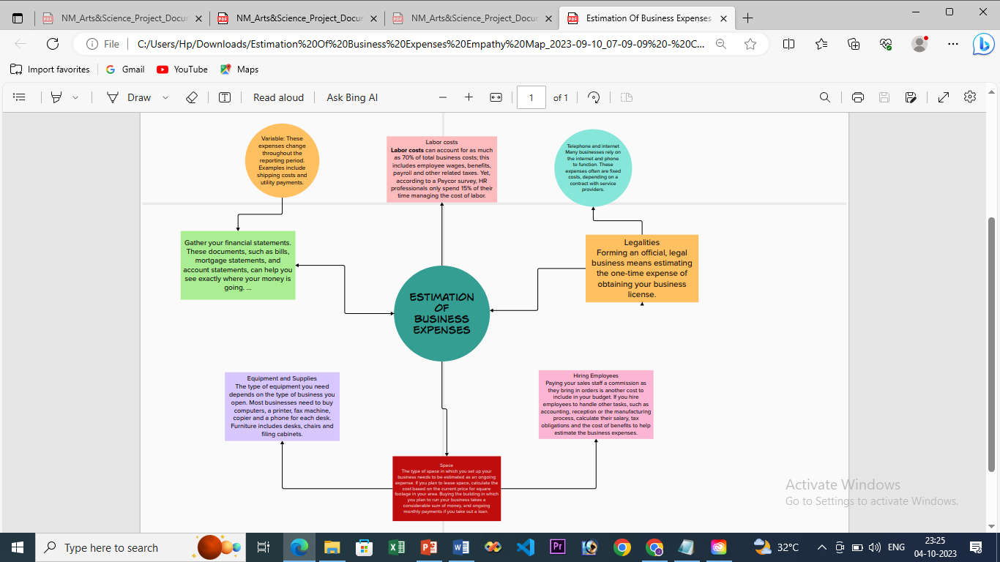 NM_Arts&Science_Project_Docur
NM_Arts&Science_Project_Docur
NM_Arts&Science_Project_Docur
Estimation Of Business Expenses
File
C:/Users/Hp/Downloads/Estimation%20Of%20Business%20Expenses%20Empathy%20Map_2023-09-10_07-09-09%20-%20C...
Import favorites
Gmail
YouTube
Maps
Draw
Read aloud
Ask Bing AI
1
of 1
Variable: These
expenses change
throughout the
reporting period.
Examples include
shipping costs and
utility payments.
Labor costs
Labor costs can account for as much
as 70% of total business costs; this
includes employee wages, benefits,
payroll and other related taxes. Yet,
according to a Paycor survey, HR
professionals only spend 15% of their
time managing the cost of labor.
Telephone and internet
Many businesses rely on
the internet and phone
to function. These
expenses often are fixed
costs, depending on a
contract with service
providers.
Gather your financial statements.
These documents, such as bills,
mortgage statements, and
account statements, can help you
see exactly where your money is
going. ...
Legalities
Forming an official, legal
business means estimating
the one-time expense of
obtaining your business
license.
ESTIMATION
OF
BUSINESS
EXPENSES
Equipment and Supplies
The type of equipment you need
depends on the type of business you
open. Most businesses need to buy
computers, a printer, fax machine,
copier and a phone for each desk.
Furniture includes desks, chairs and
filing cabinets.
Hiring Employees
Paying your sales staff a commission as
they bring in orders is another cost to
include in your budget. If you hire
employees to handle other tasks, such as
accounting, reception or the manufacturing
process, calculate their salary, tax
obligations and the cost of benefits to help
estimate the business expenses.
Space
The type of space in which you set up your
business needs to be estimated as an ongoing
expense. If you plan to lease space, calculate the
cost based on the current price for square
footage in your area. Buying the building in which
you plan to run your business takes a
considerable sum of money, and ongoing
monthly payments if you take out a loan.
Activate Windows
Go to Settings to activate Windows.
Type here to search
32°C
ENG
23:25
04-10-2023